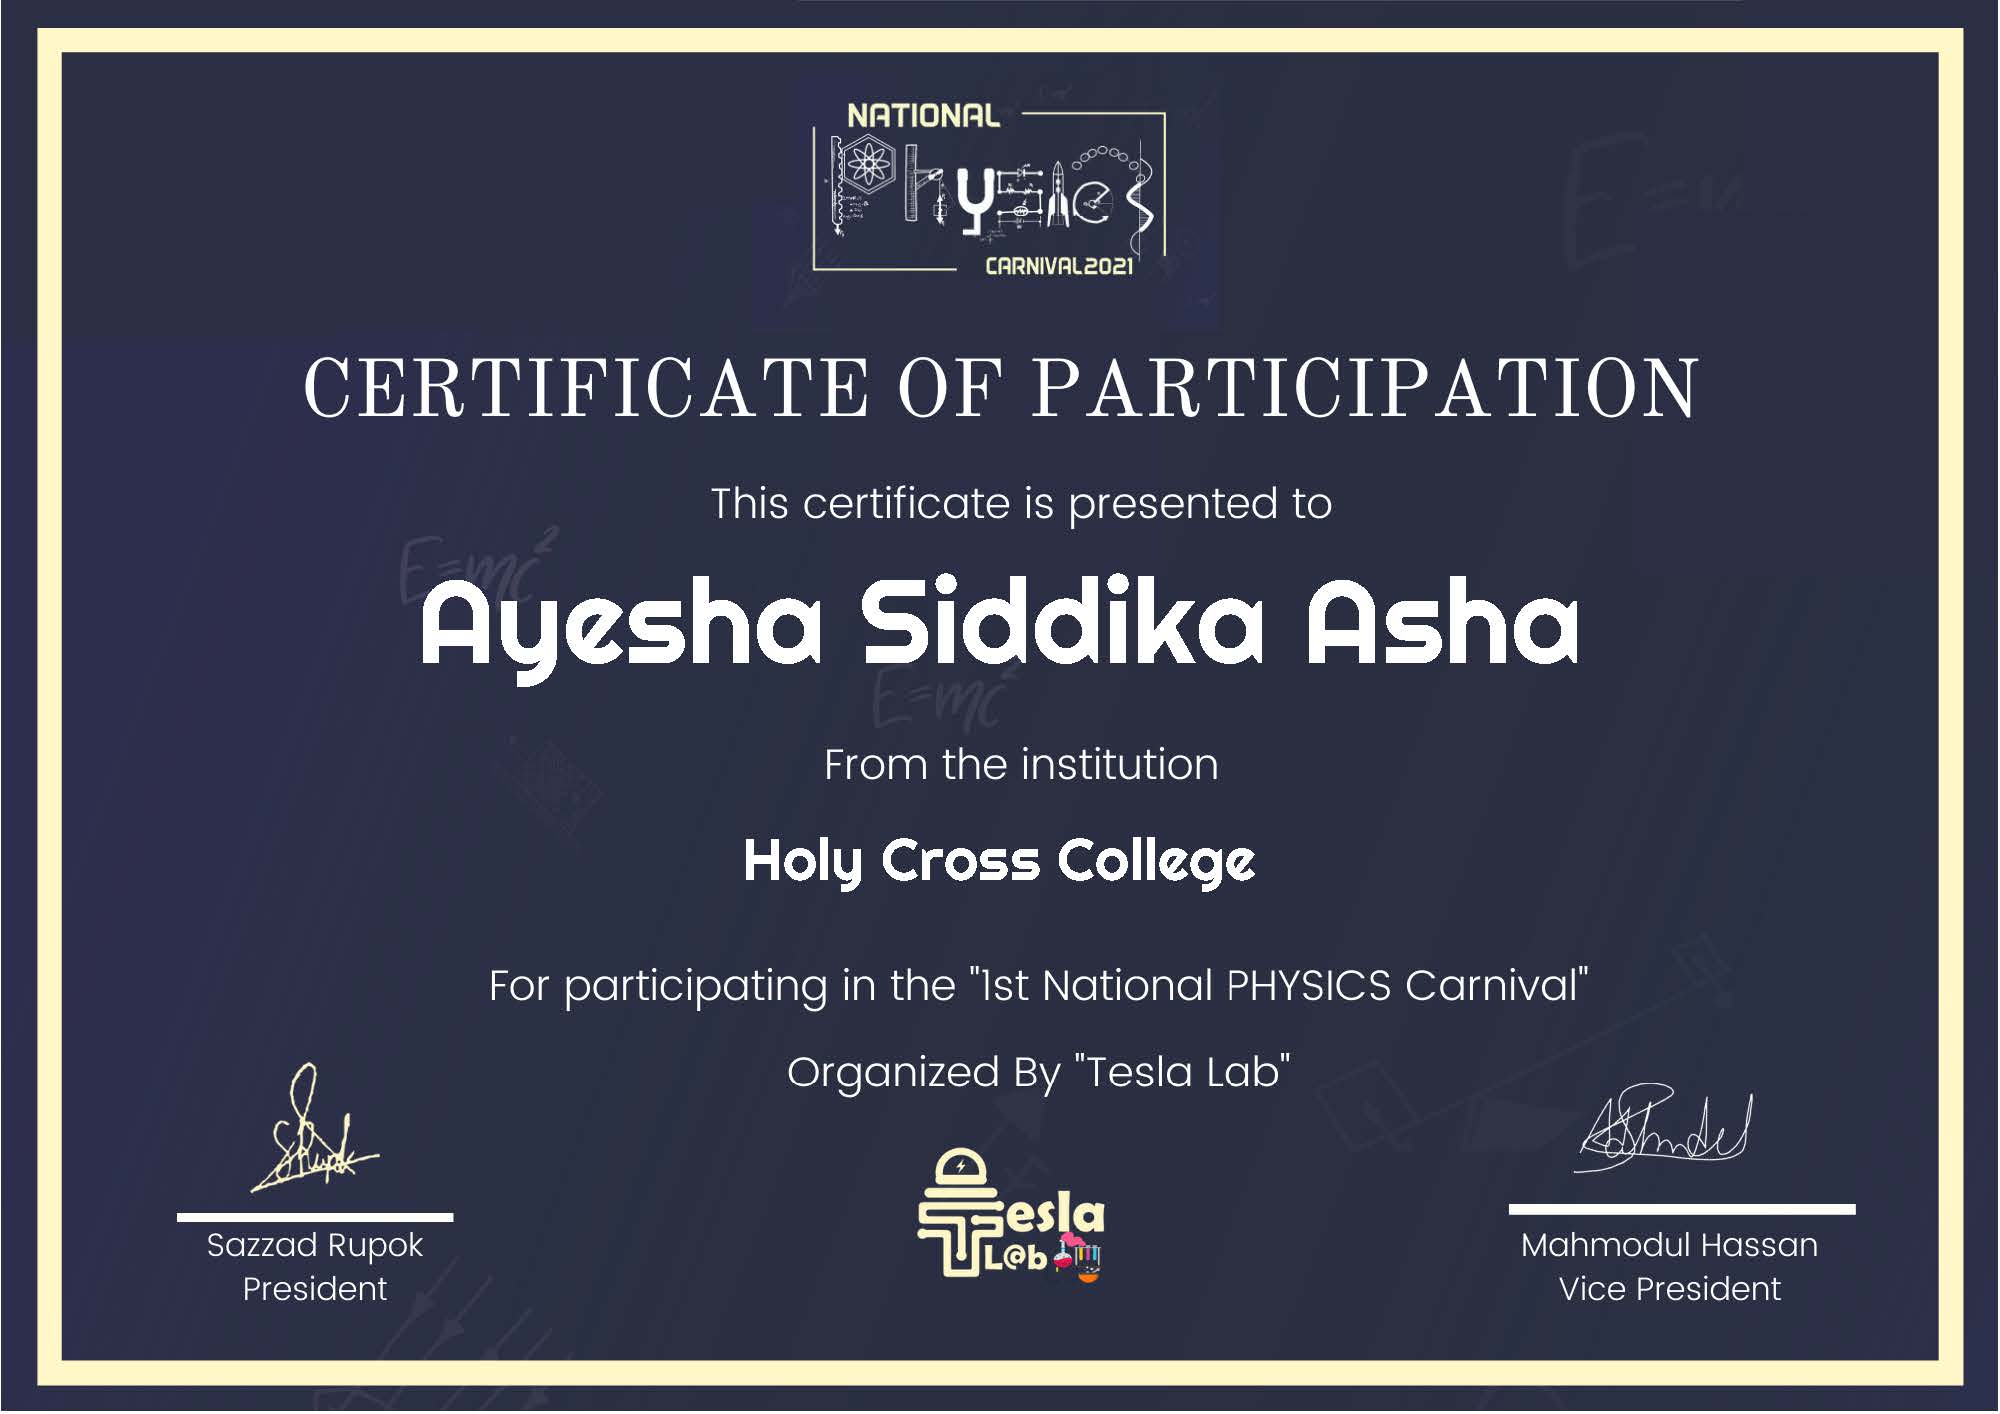 NATIONAL
Physics
CARNIVAL2021
CERTIFICATE OF PARTICIPATION
This certificate is presented to
E=mc²
Ayesha Siddika Asha
E=mc²
From the institution
Holy Cross College
For participating in the "1st National PHYSICS Carnival"
Organized By "Tesla Lab"
Tesla
L@b
Sazzad Rupok
President
Mahmodul Hassan
Vice President